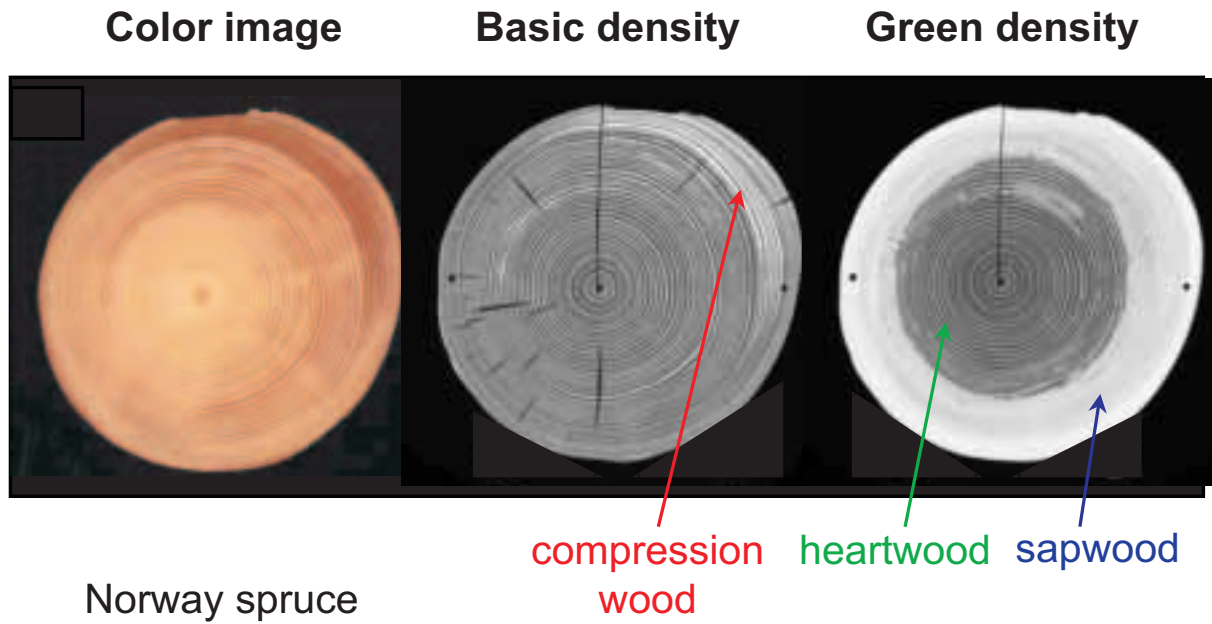 Color image
Basic density
Green density
compression
wood
heartwood
sapwood
Norway spruce